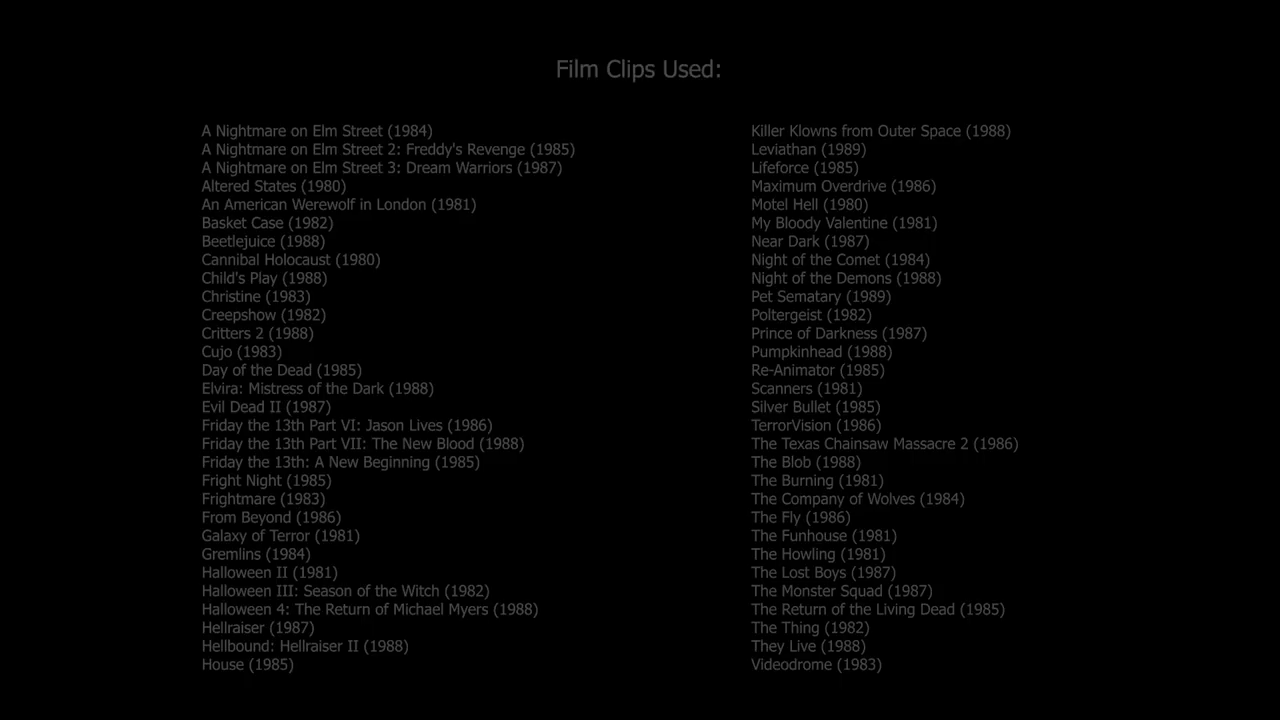 Film Clips Used:
A Nightmare on Elm Street (1984)
A Nightmare on Elm Street 2: Freddy's Revenge (1985)
A Nightmare on Elm Street 3: Dream Warriors (1987)
Altered States (1980)
An American Werewolf in London (1981)
Basket Case (1982)
Beetlejuice (1988)
Cannibal Holocaust (1980)
Child's Play (1988)
Christine (1983)
Creepshow (1982)
Critters 2 (1988)
Cujo (1983)
Day of the Dead (1985)
Elvira: Mistress of the Dark (1988)
Evil Dead II (1987)
Friday the 13th Part VI: Jason Lives (1986)
Friday the 13th Part VII: The New Blood (1988)
Friday the 13th: A New Beginning (1985)
Fright Night (1985)
Frightmare (1983)
From Beyond (1986)
Galaxy of Terror (1981)
Gremlins (1984)
Halloween II (1981)
Halloween III: Season of the Witch (1982)
Halloween 4: The Return of Michael Myers (1988)
Hellraiser (1987)
Hellbound: Hellraiser II (1988)
House (1985)
Killer Klowns from Outer Space (1988)
Leviathan (1989)
Lifeforce (1985)
Maximum Overdrive (1986)
Motel Hell (1980)
My Bloody Valentine (1981)
Near Dark (1987)
Night of the Comet (1984)
Night of the Demons (1988)
Pet Sematary (1989)
Poltergeist (1982)
Prince of Darkness (1987)
Pumpkinhead (1988)
Re-Animator (1985)
Scanners (1981)
Silver Bullet (1985)
TerrorVision (1986)
The Texas Chainsaw Massacre 2 (1986)
The Blob (1988)
The Burning (1981)
The Company of Wolves (1984)
The Fly (1986)
The Funhouse (1981)
The Howling (1981)
The Lost Boys (1987)
The Monster Squad (1987)
The Return of the Living Dead (1985)
The Thing (1982)
They Live (1988)
Videodrome (1983)